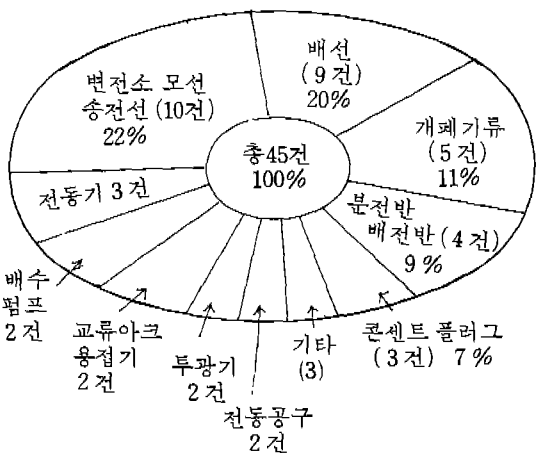 배선
(9건)
20%
변전소 모선
송전선(10건)
22%
개폐기류
(5건)
11%
총45건
100%
전동기 3건
분전반
배전반(4건)
9%
배수
펌프
2건
교류아크
용접기
2건
투광기
2건
전동공구
2건
기타
(3)
콘센트 플러그
(3건) 7%